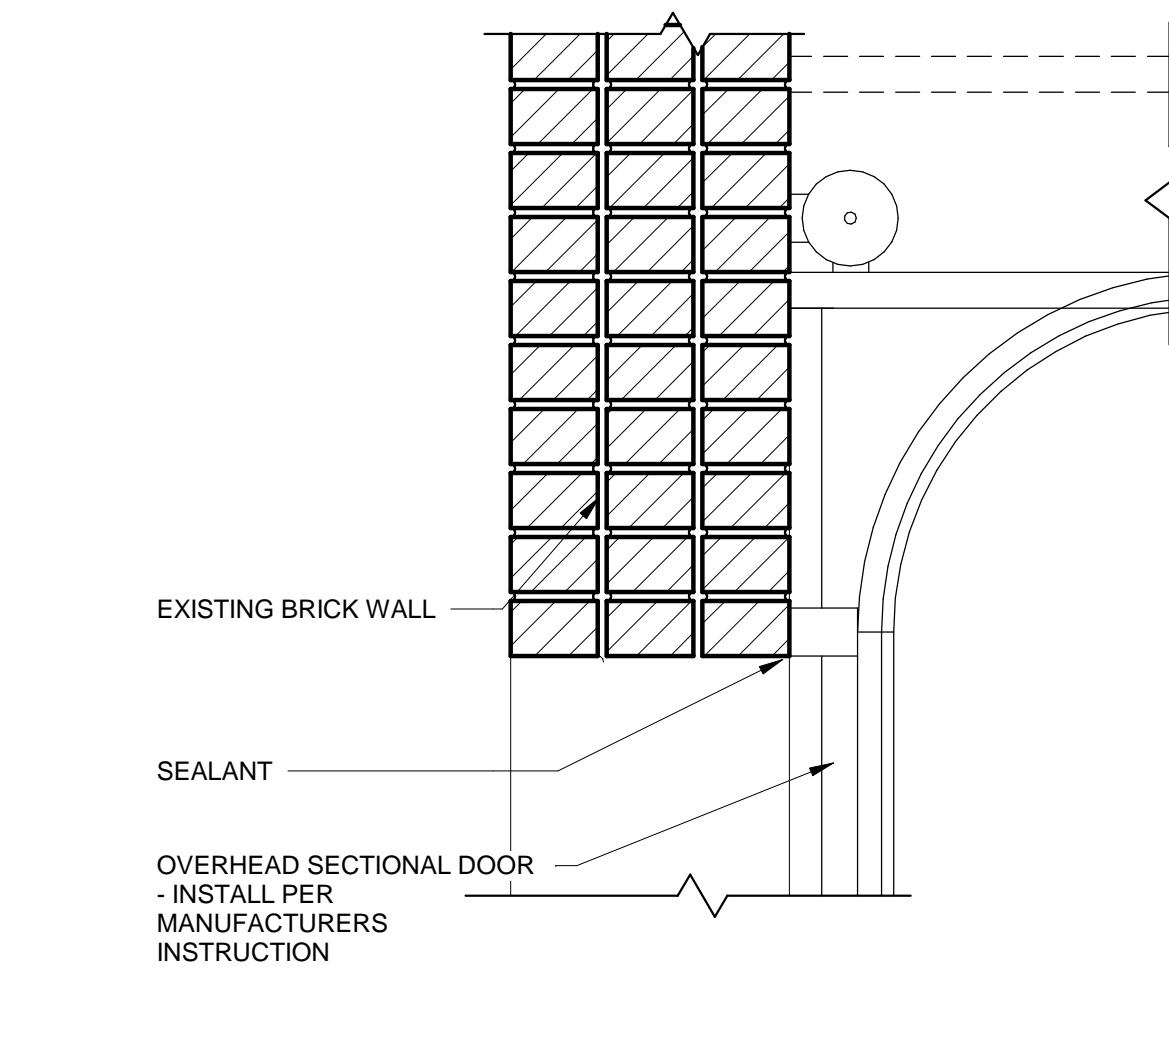 EXISTING BRICK WALL
SEALANT
OVERHEAD SECTIONAL DOOR
- INSTALL PER
MANUFACTURERS
INSTRUCTION